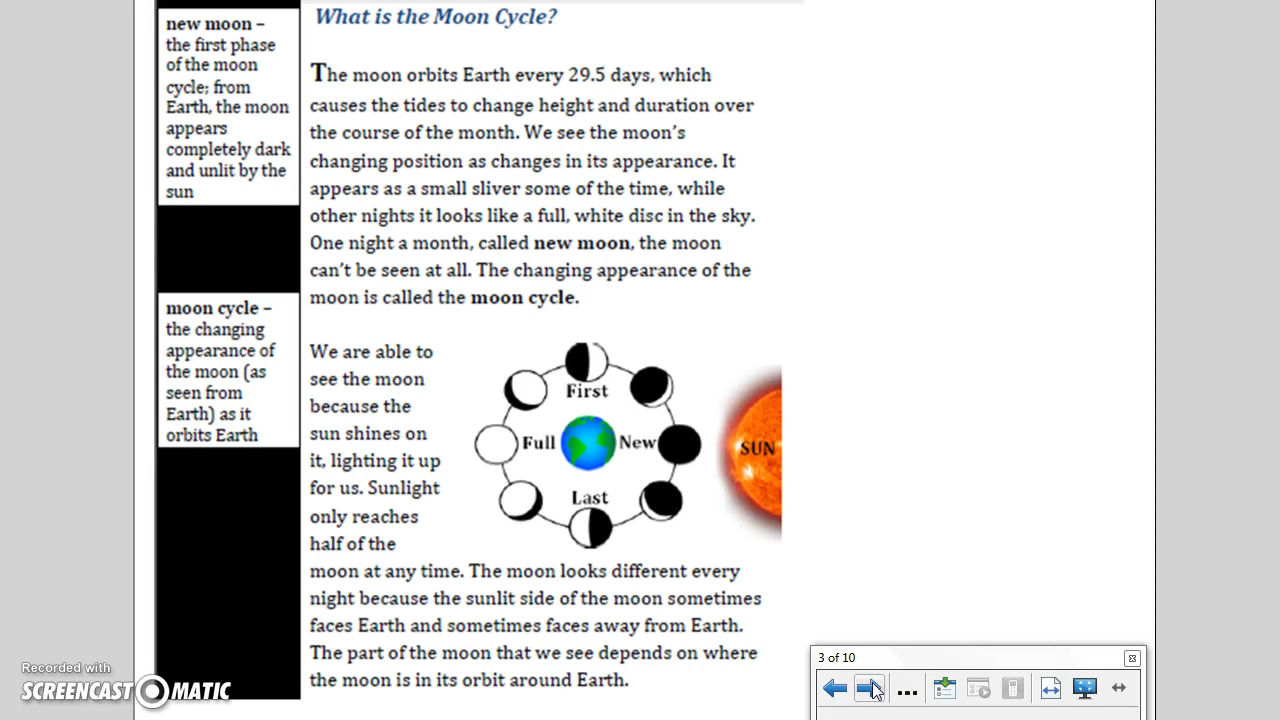 What is the Moon Cycle?
new moon –
the first phase
of the moon
cycle; from
Earth, the moon
appears
completely dark
and unlit by the
sun
The moon orbits Earth every 29.5 days, which
causes the tides to change height and duration over
the course of the month. We see the moon's
changing position as changes in its appearance. It
appears as a small sliver some of the time, while
other nights it looks like a full, white disc in the sky.
One night a month, called new moon, the moon
can't be seen at all. The changing appearance of the
moon is called the moon cycle.
moon cycle –
the changing
appearance of
the moon (as
seen from
Earth) as it
orbits Earth
We are able to
see the moon
because the
sun shines on
it, lighting it up
for us. Sunlight
only reaches
half of the
First
Full
New
SUN
Last
moon at any time. The moon looks different every
night because the sunlit side of the moon sometimes
faces Earth and sometimes faces away from Earth.
The part of the moon that we see depends on where
the moon is in its orbit around Earth.
3 of 10
Recorded with
SCREENCAST MATIC